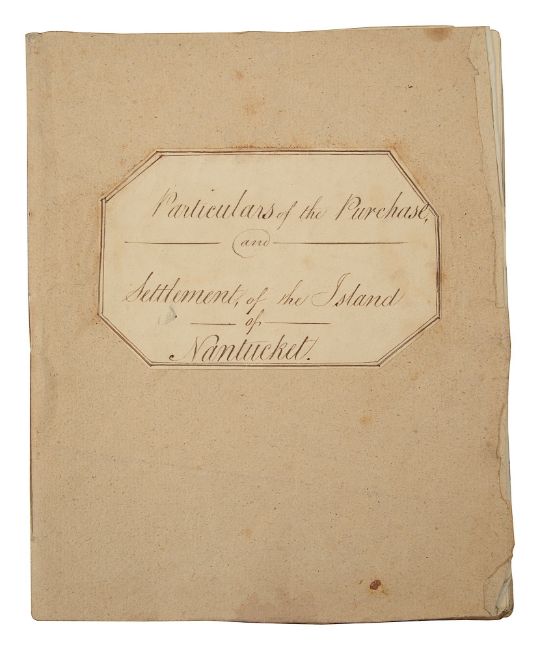 Particulars of the Purchase,
and
Settlement, of the Island
of
Nantucket.